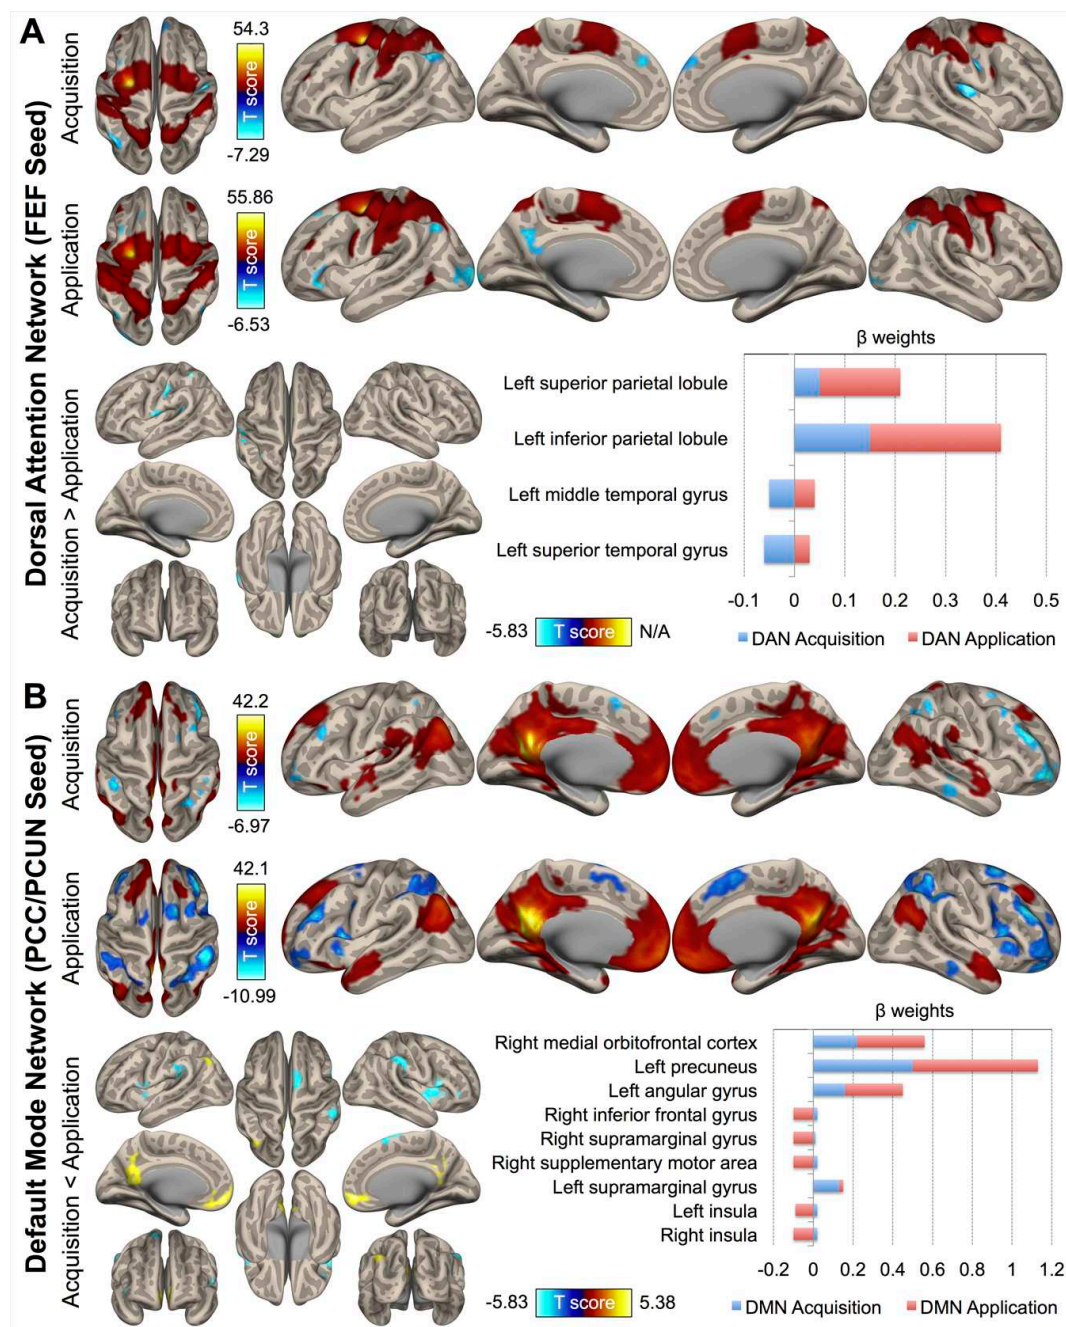 A
Dorsal Attention Network (FEF Seed)
Acquisition
54.3
T score
-7.29
Application
55.86
T score
-6.53
Acquisition > Application
-5.83
T score
N/A
β weights
Left superior parietal lobule
Left inferior parietal lobule
Left middle temporal gyrus
Left superior temporal gyrus
-0.1 0 0.1 0.2 0.3 0.4 0.5
DAN Acquisition
DAN Application
B
Default Mode Network (PCC/PCUN Seed)
Acquisition
42.2
T score
-6.97
Application
42.1
T score
-10.99
Acquisition < Application
-5.83
T score
5.38
β weights
Right medial orbitofrontal cortex
Left precuneus
Left angular gyrus
Right inferior frontal gyrus
Right supramarginal gyrus
Right supplementary motor area
Left supramarginal gyrus
Left insula
Right insula
-0.2 0 0.2 0.4 0.6 0.8 1 1.2
DMN Acquisition
DMN Application